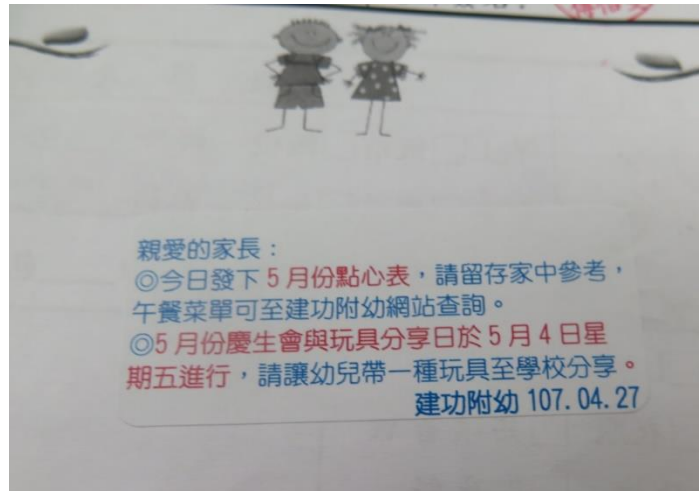 親愛的家長：
◎今日發下 5 月份點心表，請留存家中參考，
午餐菜單可至建功附幼網站查詢。
◎5 月份慶生會與玩具分享日於 5 月 4 日星
期五進行，請讓幼兒帶一種玩具至學校分享。
建功附幼 107.04.27